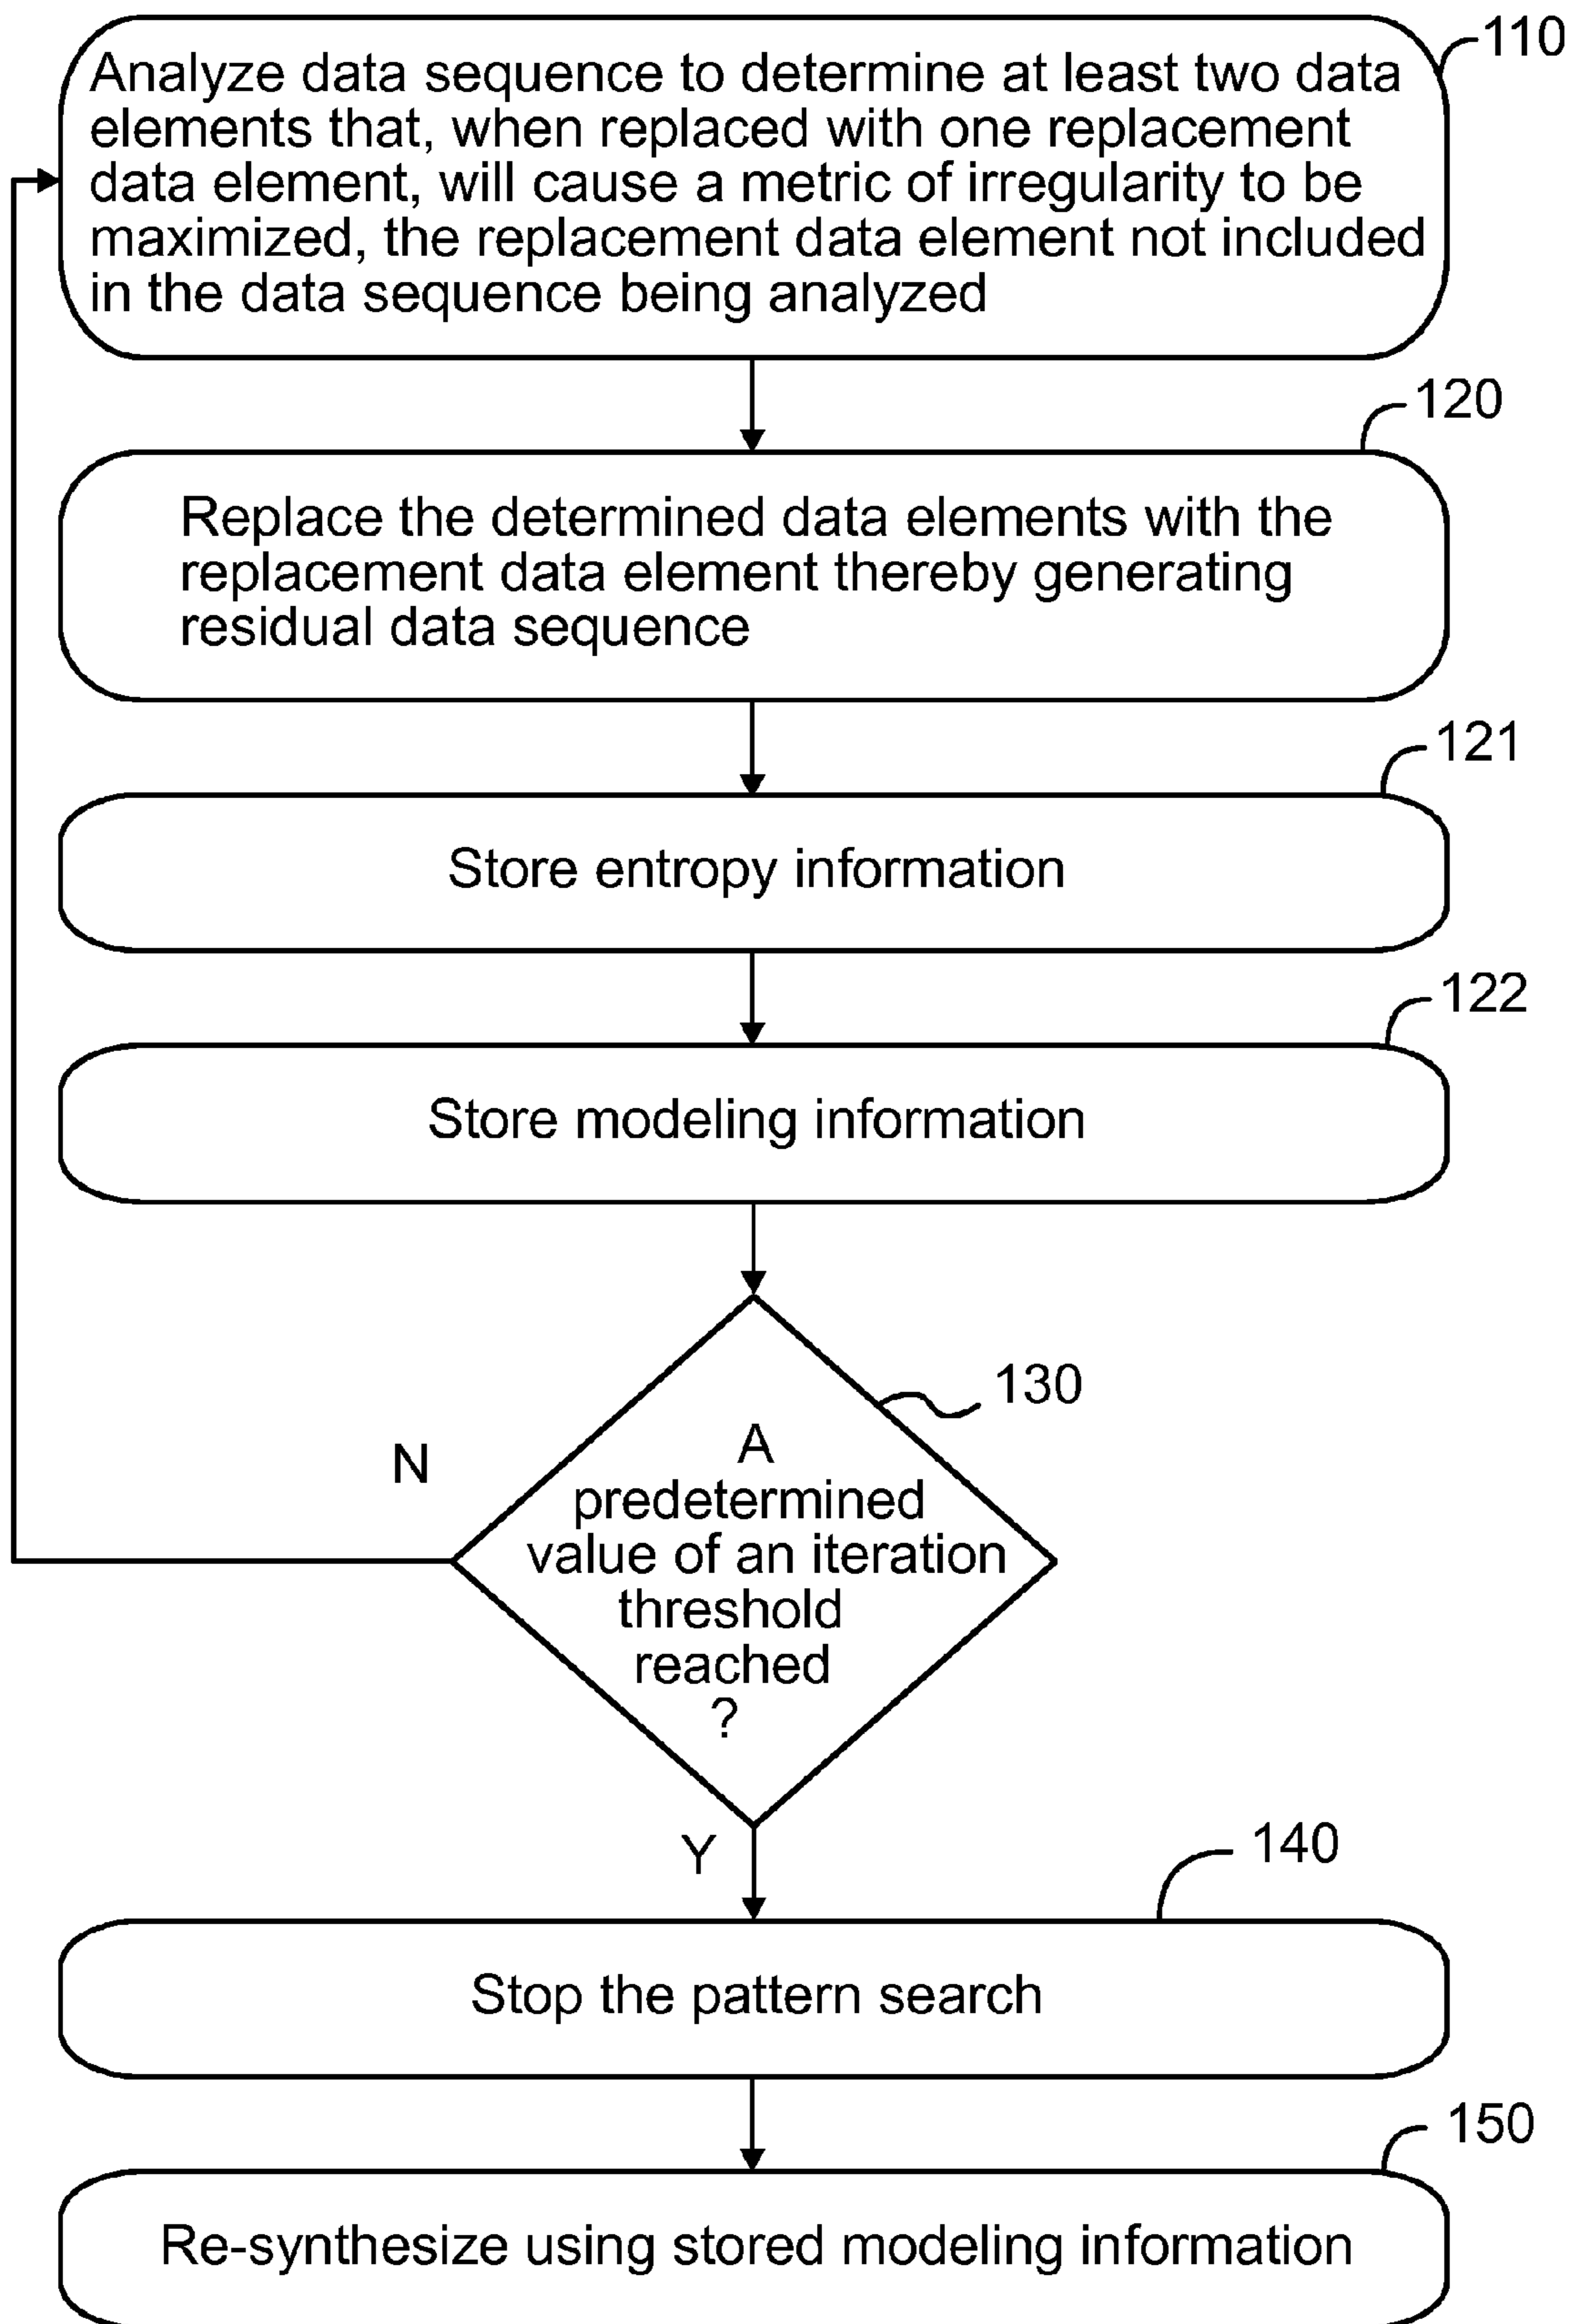 110
Analyze data sequence to determine at least two data
elements that, when replaced with one replacement
data element, will cause a metric of irregularity to be
maximized, the replacement data element not included
in the data sequence being analyzed
120
Replace the determined data elements with the
replacement data element thereby generating
residual data sequence
121
Store entropy information
122
Store modeling information
130
N
A
predetermined
value of an iteration
threshold
reached
?
Y
140
Stop the pattern search
150
Re-synthesize using stored modeling information